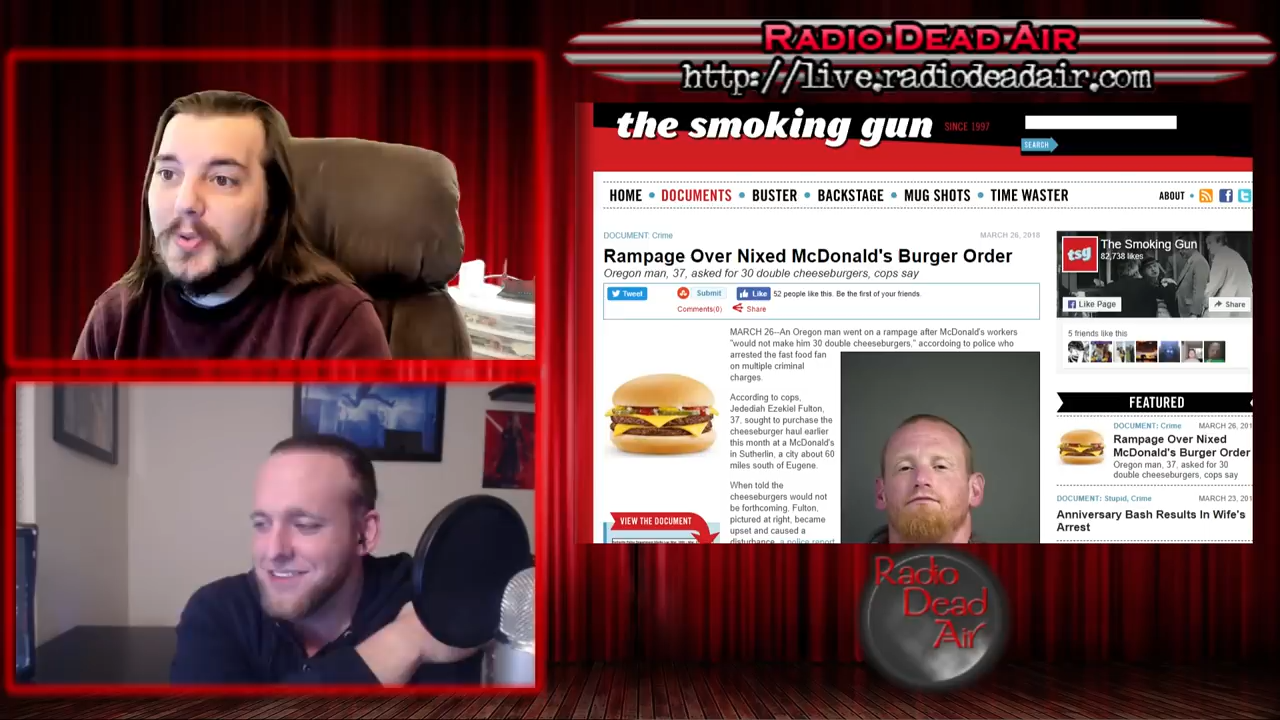 Radio Dead Air
http://live.radiodeadair.com
the smoking gun SINCE 1997
SEARCH
HOME • DOCUMENTS • BUSTER • BACKSTAGE • MUG SHOTS • TIME WASTER
ABOUT •
DOCUMENT: Crime
MARCH 26, 2018
Rampage Over Nixed McDonald's Burger Order
Oregon man, 37, asked for 30 double cheeseburgers, cops say
Tweet
Submit
Like
52 people like this. Be the first of your friends.
Comments(0)
Share
MARCH 26--An Oregon man went on a rampage after McDonald's workers
"would not make him 30 double cheeseburgers," accordoing to police who
arrested the fast food fan
on multiple criminal
charges.
According to cops,
Jedediah Ezekiel Fulton,
37, sought to purchase the
cheeseburger haul earlier
this month at a McDonald's
in Sutherlin, a city about 60
miles south of Eugene.
When told the
cheeseburgers would not
be forthcoming, Fulton,
pictured at right, became
upset and caused a
disturbance, a police report
VIEW THE DOCUMENT
tsg
The Smoking Gun
82,738 likes
Like Page
Share
5 friends like this
FEATURED
DOCUMENT: Crime
MARCH 26, 201
Rampage Over Nixed
McDonald's Burger Order
Oregon man, 37, asked for 30
double cheeseburgers, cops say
DOCUMENT: Stupid, Crime
MARCH 23, 201
Anniversary Bash Results In Wife's
Arrest
Radio
Dead
Air